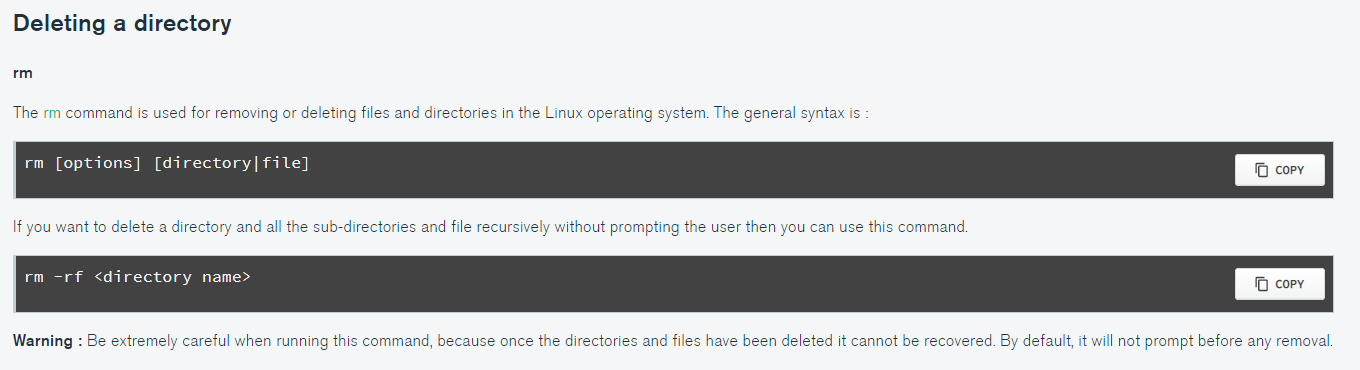 Deleting a directory
rm
The rm command is used for removing or deleting files and directories in the Linux operating system. The general syntax is :
rm [options] [directory|file]
COPY
If you want to delete a directory and all the sub-directories and file recursively without prompting the user then you can use this command.
rm -rf <directory name>
COPY
Warning : Be extremely careful when running this command, because once the directories and files have been deleted it cannot be recovered. By default, it will not prompt before any removal.